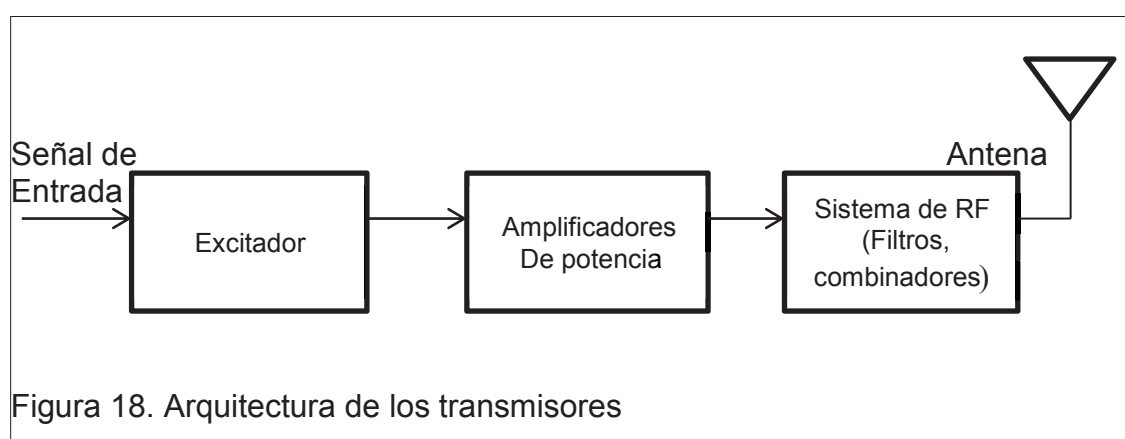 Señal de
Entrada
Excitador
Amplificadores
De potencia
Sistema de RF
(Filtros,
combinadores)
Antena
Figura 18. Arquitectura de los transmisores